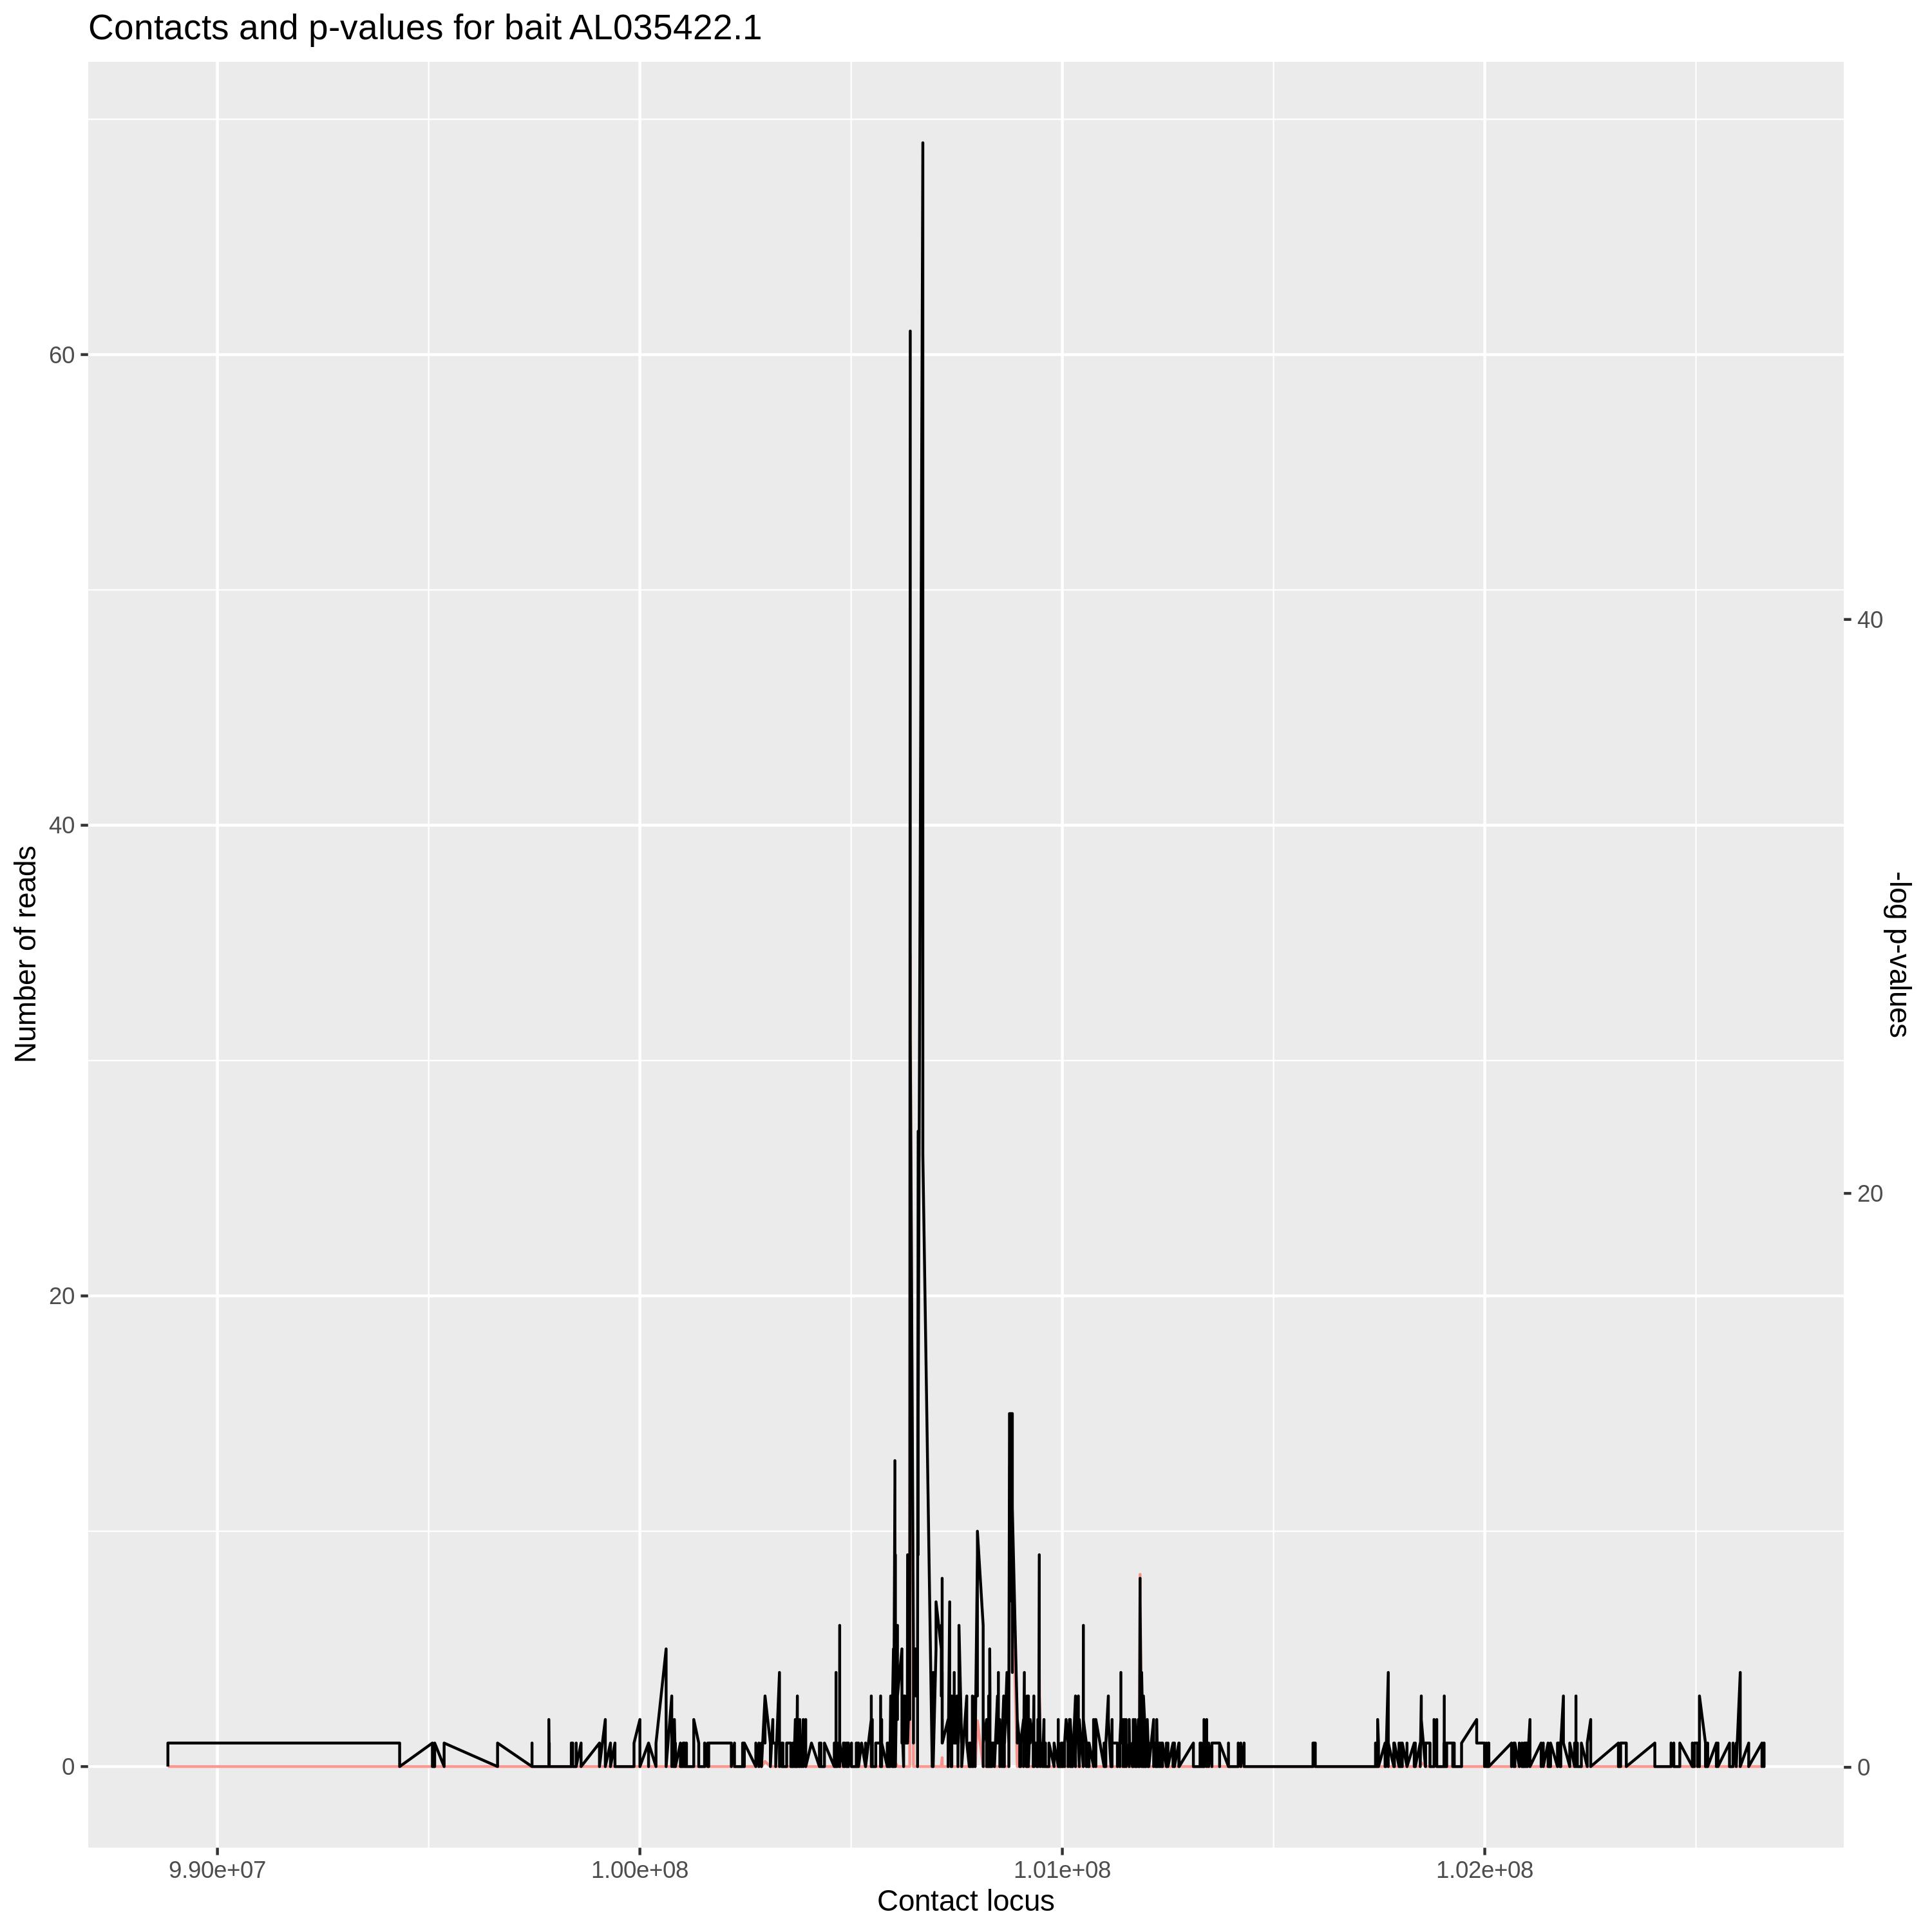 Contacts and p-values for bait AL035422.1
60
40
20
0
Number of reads
40
20
0
-log p-values
9.90e+07 1.00e+08 1.01e+08 1.02e+08
Contact locus